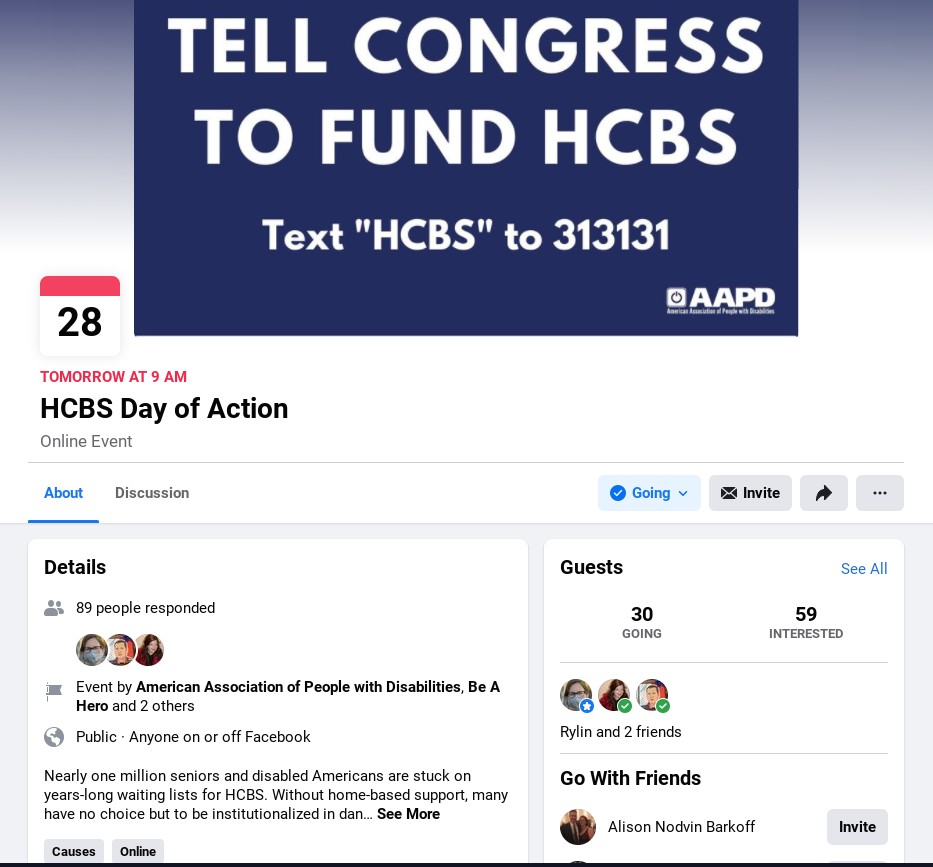 TELL CONGRESS
TO FUND HCBS
Text "HCBS" to 313131
AAPD
American Association of People with Disabilities
28
TOMORROW AT 9 AM
HCBS Day of Action
Online Event
About
Discussion
Going
Invite
Details
89 people responded
Event by American Association of People with Disabilities, Be A
Hero and 2 others
Public · Anyone on or off Facebook
Nearly one million seniors and disabled Americans are stuck on
years-long waiting lists for HCBS. Without home-based support, many
have no choice but to be institutionalized in dan... See More
Causes
Online
Guests
See All
30
GOING
59
INTERESTED
Rylin and 2 friends
Go With Friends
Alison Nodvin Barkoff
Invite